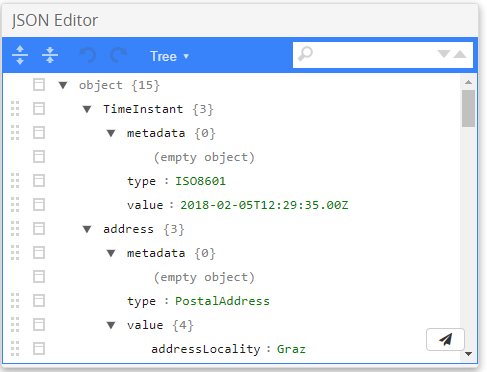 JSON Editor
Tree
object {15}
TimeInstant {3}
metadata {0}
(empty object)
type : ISO8601
value : 2018-02-05T12:29:35.00Z
address {3}
metadata {0}
(empty object)
type : PostalAddress
value {4}
addressLocality : Graz